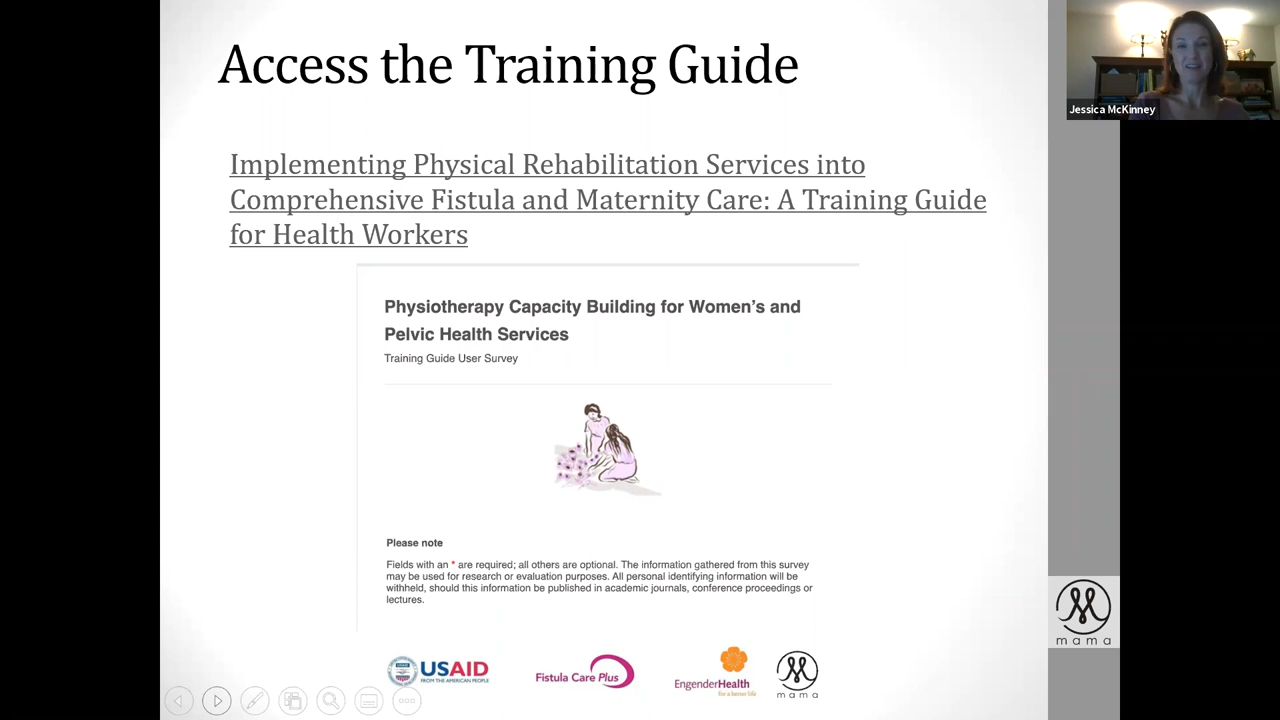 Access the Training Guide
Jessica McKinney
Implementing Physical Rehabilitation Services into
Comprehensive Fistula and Maternity Care: A Training Guide
for Health Workers
Physiotherapy Capacity Building for Women's and
Pelvic Health Services
Training Guide User Survey
Please note
Fields with an * are required; all others are optional. The information gathered from this survey
may be used for research or evaluation purposes. All personal identifying information will be
withheld, should this information be published in academic journals, conference proceedings or
lectures.
mama
USAID
FROM THE AMERICAN PEOPLE
Fistula Care Plus
EngenderHealth
for a better life
mama